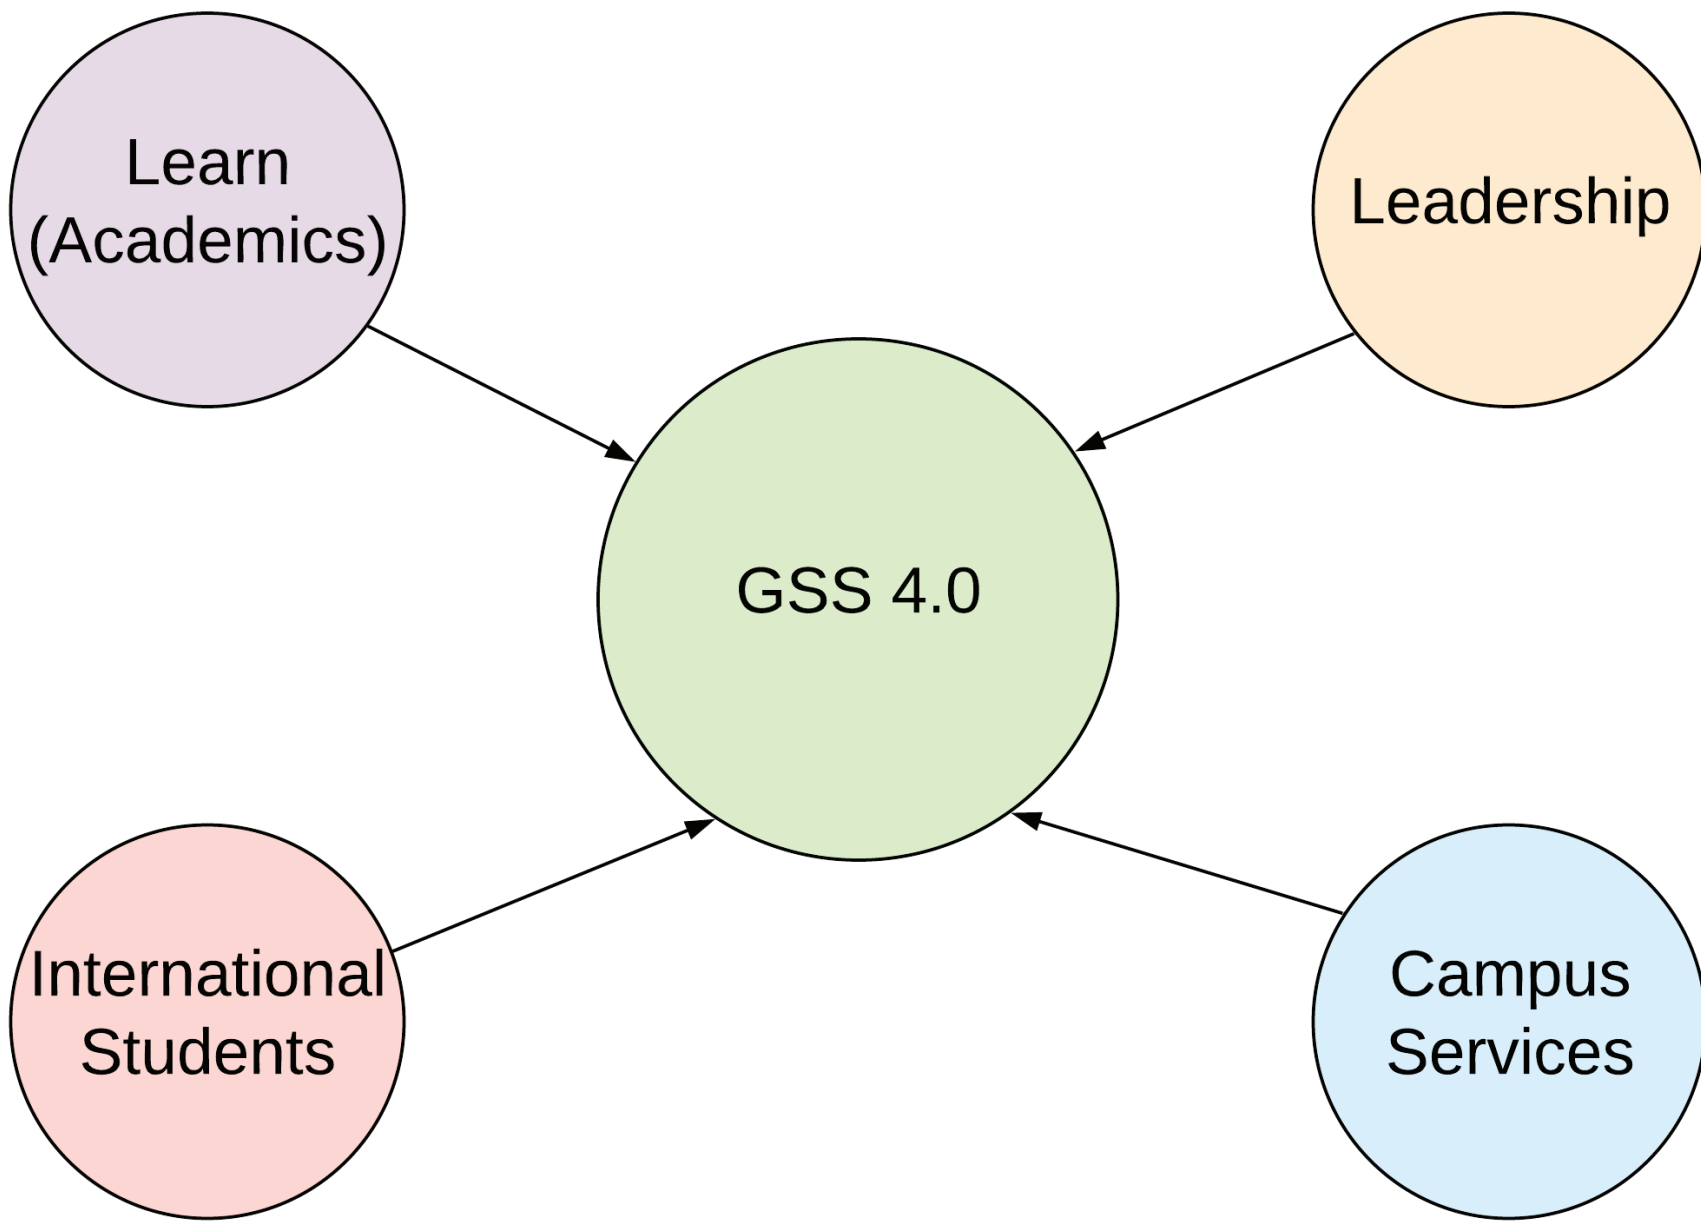 Learn
(Academics)
Leadership
GSS 4.0
International
Students
Campus
Services